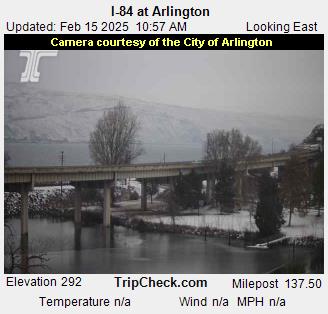 I-84 at Arlington
Updated: Feb 15 2025 10:57 AM Looking East
Camera courtesy of the City of Arlington
Elevation 292 TripCheck.com Milepost 137.50
Temperature n/a Wind n/a MPH n/a